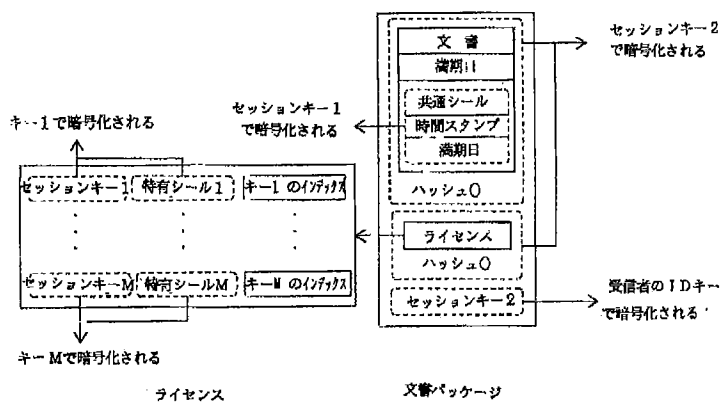 文 書
満期日
共通シール
時間スタンプ
満期日
ハッシュ()
ライセンス
ハッシュ()
セッションキー2
セッションキー2
で暗号化される
セッションキー1
で暗号化される
受信者のIDキー
で暗号化される
キー1で暗号化される
セッションキー1 特有シール1 キー1 のインデックス
・ ・ ・
・ ・ ・
・ ・ ・
セッションキーM 特有シールM キーM のインデックス
キーMで暗号化される
ライセンス
文書パッケージ